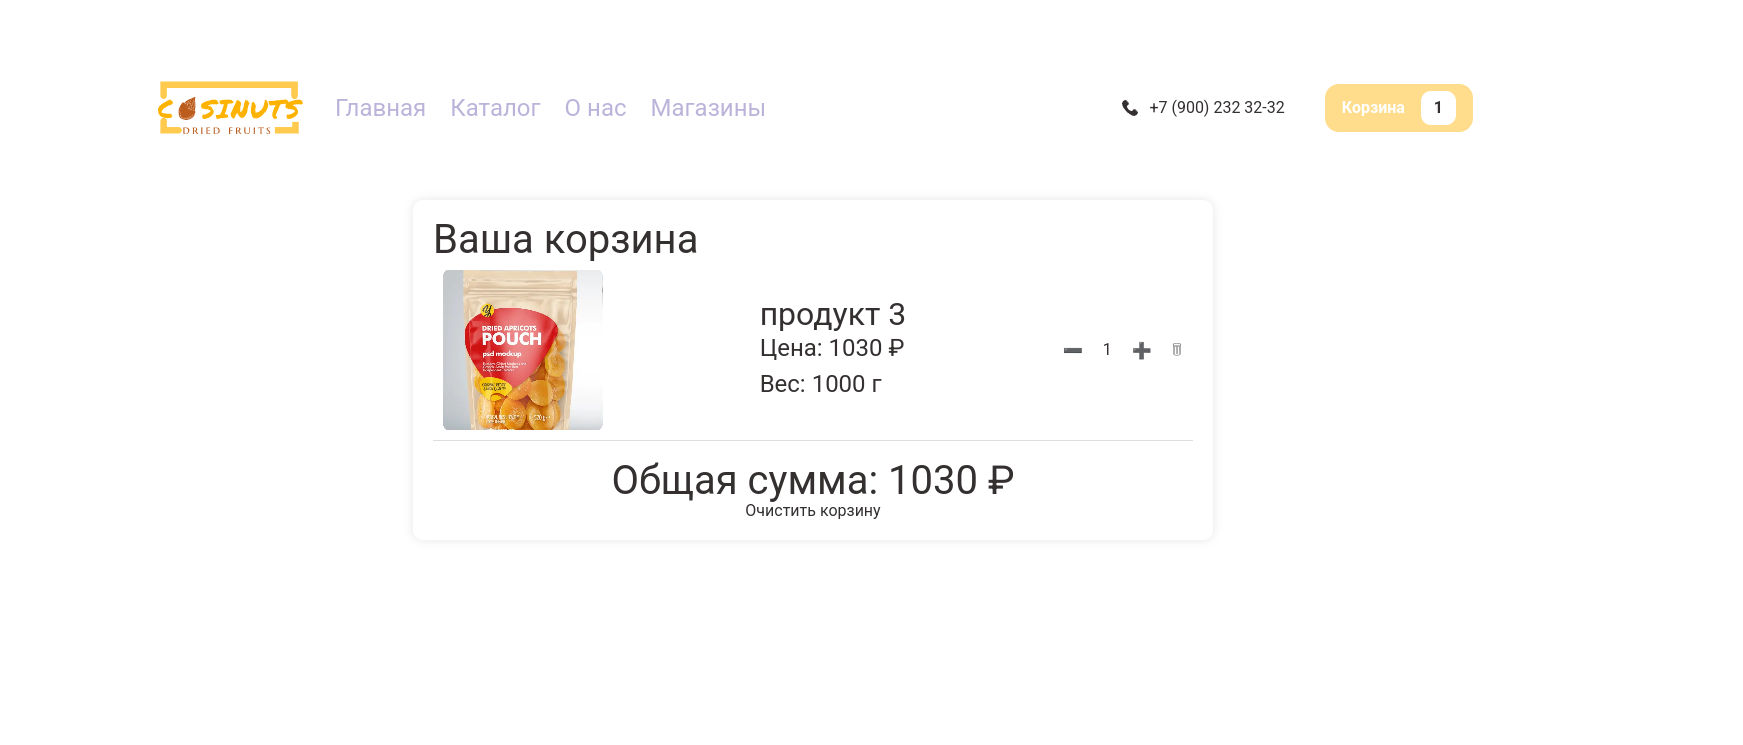 COSINUTS
DRIED FRUITS
Главная
Каталог
О нас
Магазины
+7 (900) 232 32-32
Корзина 1
Ваша корзина
DRIED APRICOTS
POUCH
psd mockup
продукт 3
Цена: 1030 ₽
Вес: 1000 г
1
Общая сумма: 1030 ₽
Очистить корзину